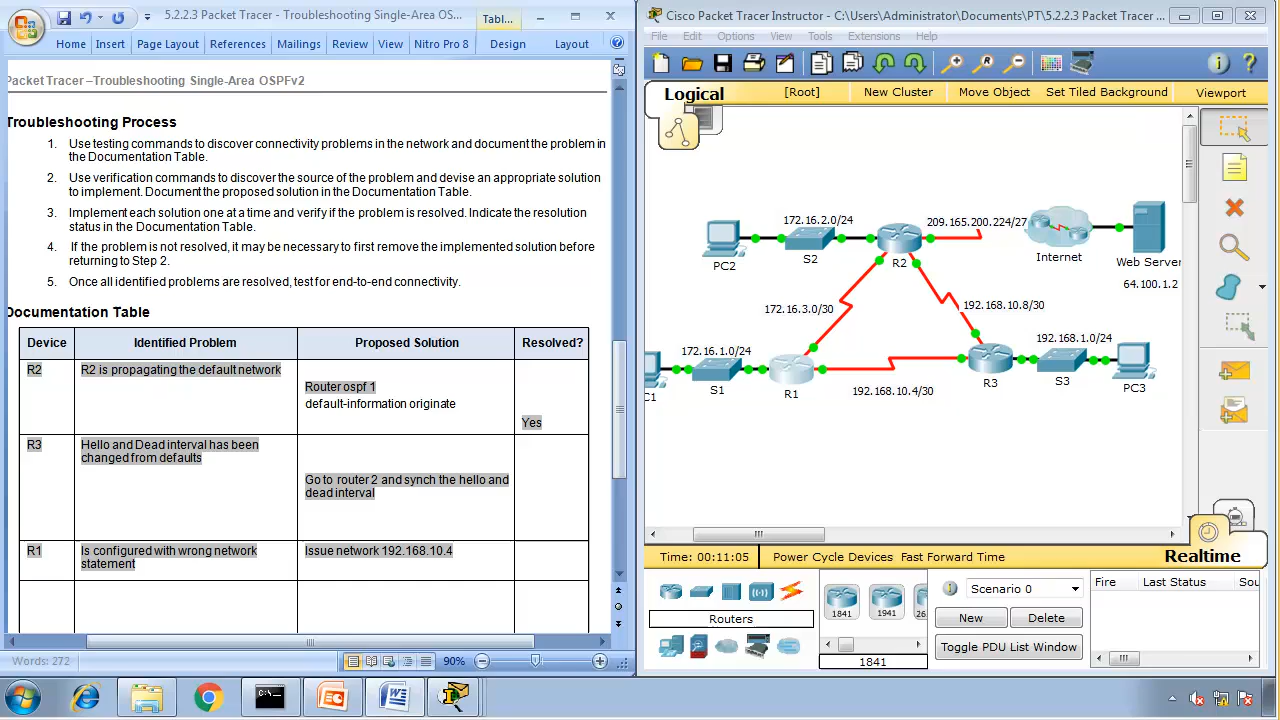 5.2.2.3 Packet Tracer - Troubleshooting Single-Area OS...
Tabl...
Home Insert Page Layout References Mailings Review View Nitro Pro 8 Design Layout
Packet Tracer –Troubleshooting Single-Area OSPFv2
Troubleshooting Process
1. Use testing commands to discover connectivity problems in the network and document the problem in
the Documentation Table.
2. Use verification commands to discover the source of the problem and devise an appropriate solution
to implement. Document the proposed solution in the Documentation Table.
3. Implement each solution one at a time and verify if the problem is resolved. Indicate the resolution
status in the Documentation Table.
4. If the problem is not resolved it may be necessary to first remove the implemented solution before
returning to Step 2.
5. Once all identified problems are resolved, test for end-to-end connectivity.
Documentation Table
Device Identified Problem Proposed Solution Resolved?
R2 R2 is propagating the default network
Router ospf 1
default-information originate
Yes
R3 Hello and Dead interval has been
changed from defaults
Go to router 2 and synch the hello and
dead interval
R1 Is configured with wrong network
statement
Issue network 192.168.10.4
Words: 272
90%
Cisco Packet Tracer Instructor - C:\Users\Administrator\Documents\PT\5.2.2.3 Packet Tracer ...
File Edit Options View Tools Extensions Help
Logical [Root] New Cluster Move Object Set Tiled Background Viewport
172.16.2.0/24
209.165.200.224/27
PC2
S2
R2
Internet
Web Server
64.100.1.2
172.16.3.0/30
192.168.10.8/30
172.16.1.0/24
192.168.1.0/24
C1
S1
R1
192.168.10.4/30
R3
S3
PC3
Time: 00:11:05 Power Cycle Devices Fast Forward Time
Realtime
Routers
1841
1941
26
1841
Scenario 0
New Delete
Toggle PDU List Window
Fire Last Status Sou